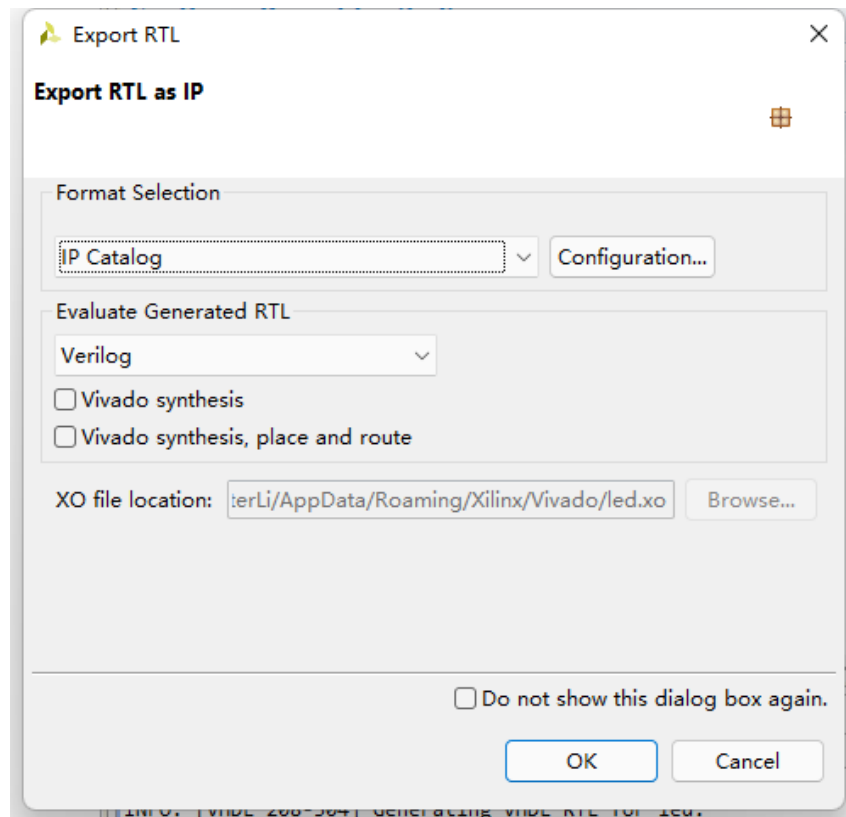 Export RTL
Export RTL as IP
Format Selection
IP Catalog
Configuration...
Evaluate Generated RTL
Verilog
Vivado synthesis
Vivado synthesis, place and route
XO file location: terLi/AppData/Roaming/Xilinx/Vivado/led.xo Browse...
Do not show this dialog box again.
OK Cancel